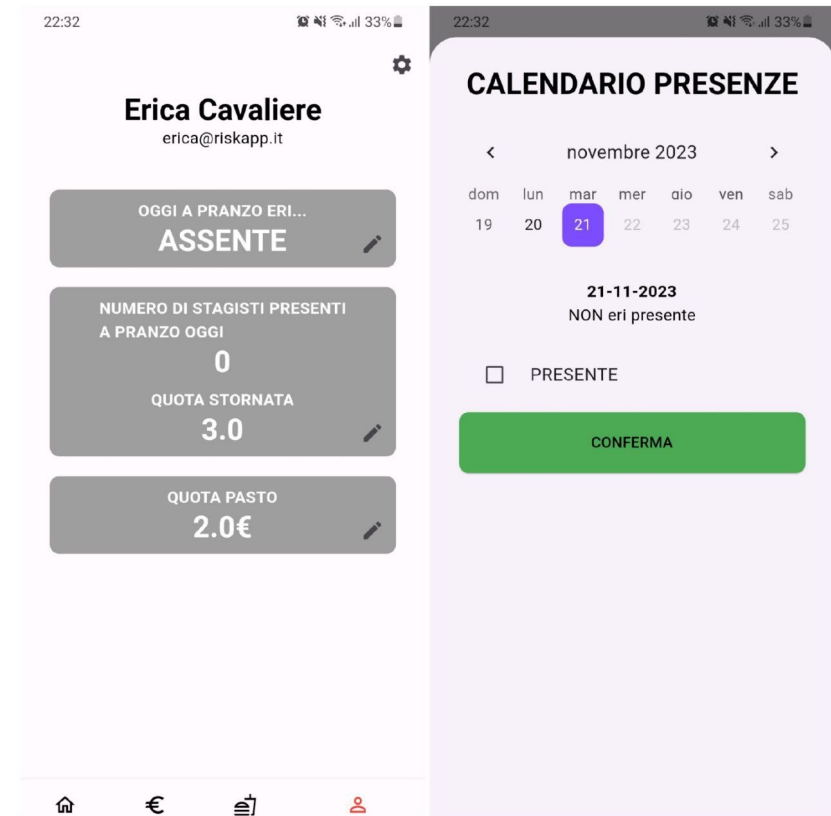 22:32
33%
Erica Cavaliere
erica@riskapp.it
OGGI A PRANZO ERI...
ASSENTE
NUMERO DI STAGISTI PRESENTI
A PRANZO OGGI
0
QUOTA STORNATA
3.0
QUOTA PASTO
2.0€
22:32
33%
CALENDARIO PRESENZE
novembre 2023
dom lun mar mer gio ven sab
19 20 21 22 23 24 25
21-11-2023
NON eri presente
PRESENTE
CONFERMA